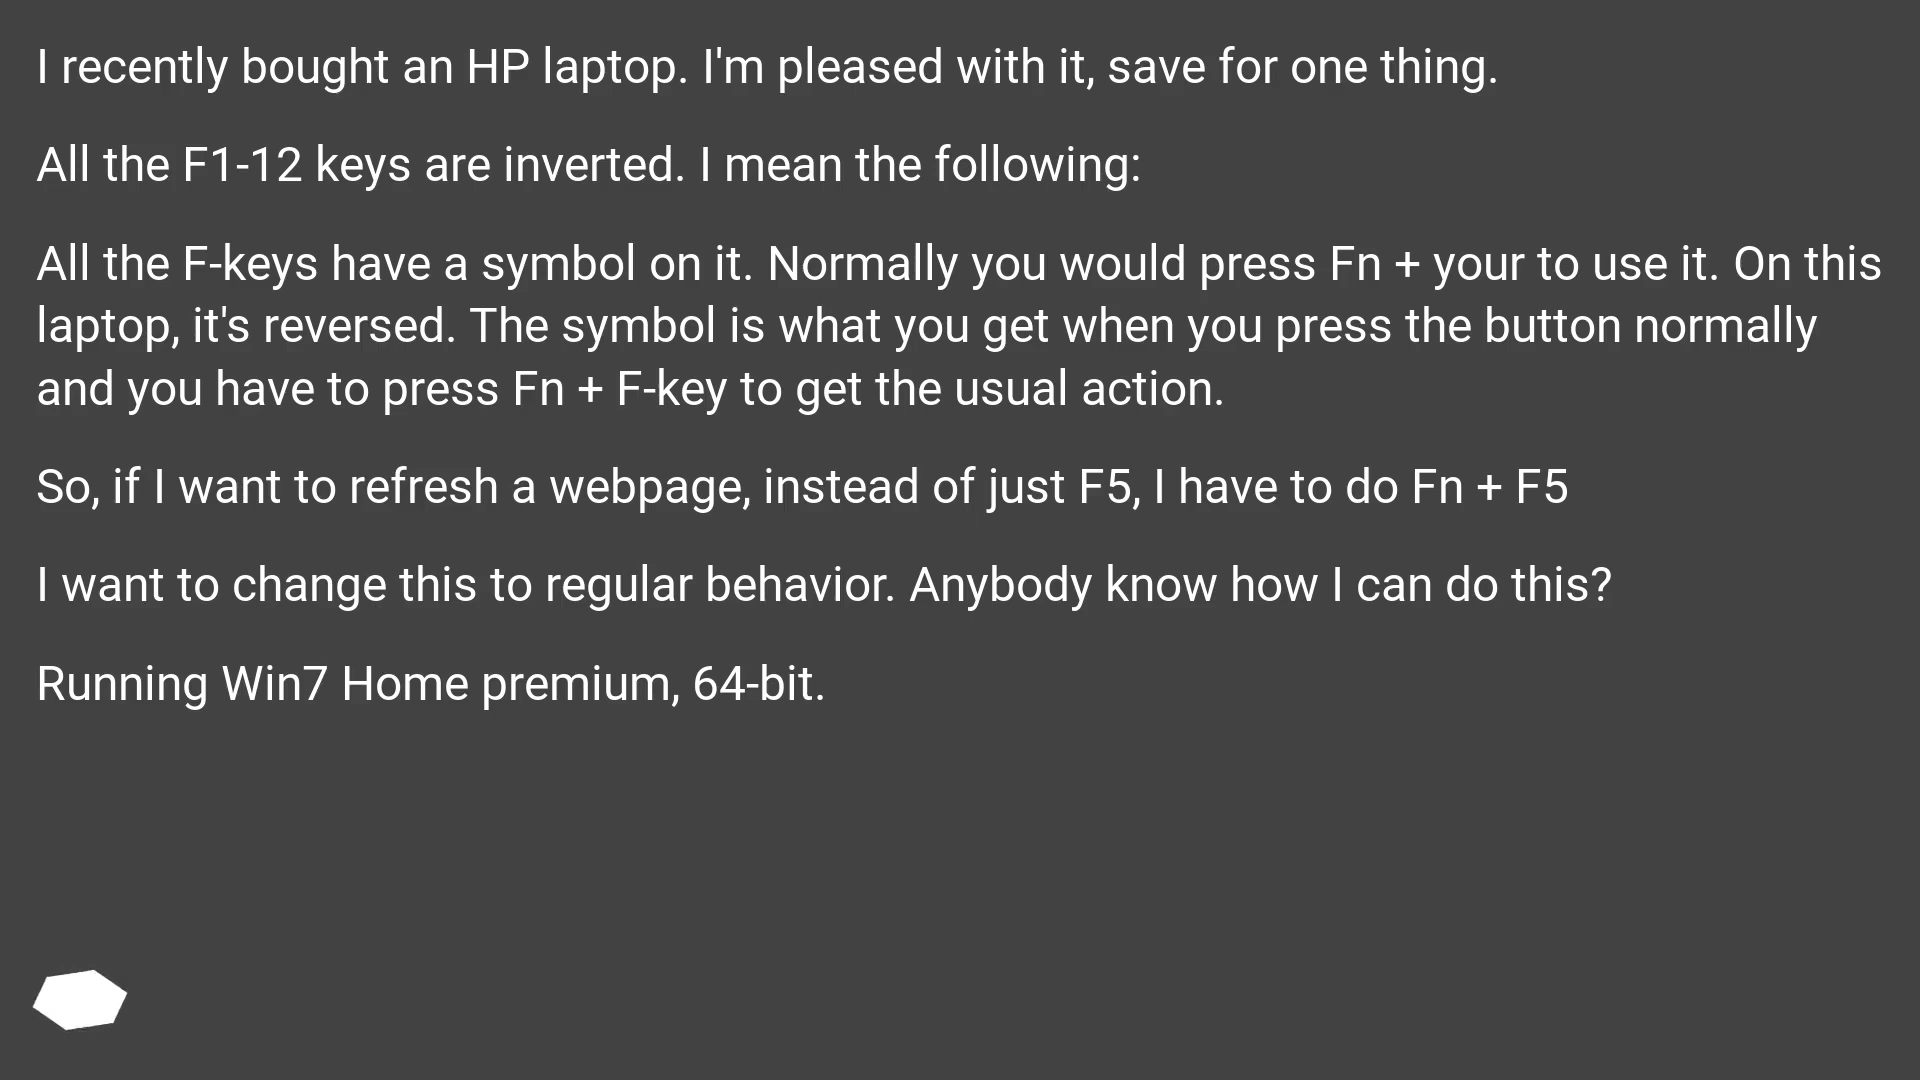 I recently bought an HP laptop. I'm pleased with it, save for one thing.
All the F1-12 keys are inverted. I mean the following:
All the F-keys have a symbol on it. Normally you would press Fn + your to use it. On this
laptop, it's reversed. The symbol is what you get when you press the button normally
and you have to press Fn + F-key to get the usual action.
So, if I want to refresh a webpage, instead of just F5, I have to do Fn + F5
I want to change this to regular behavior. Anybody know how I can do this?
Running Win7 Home premium, 64-bit.